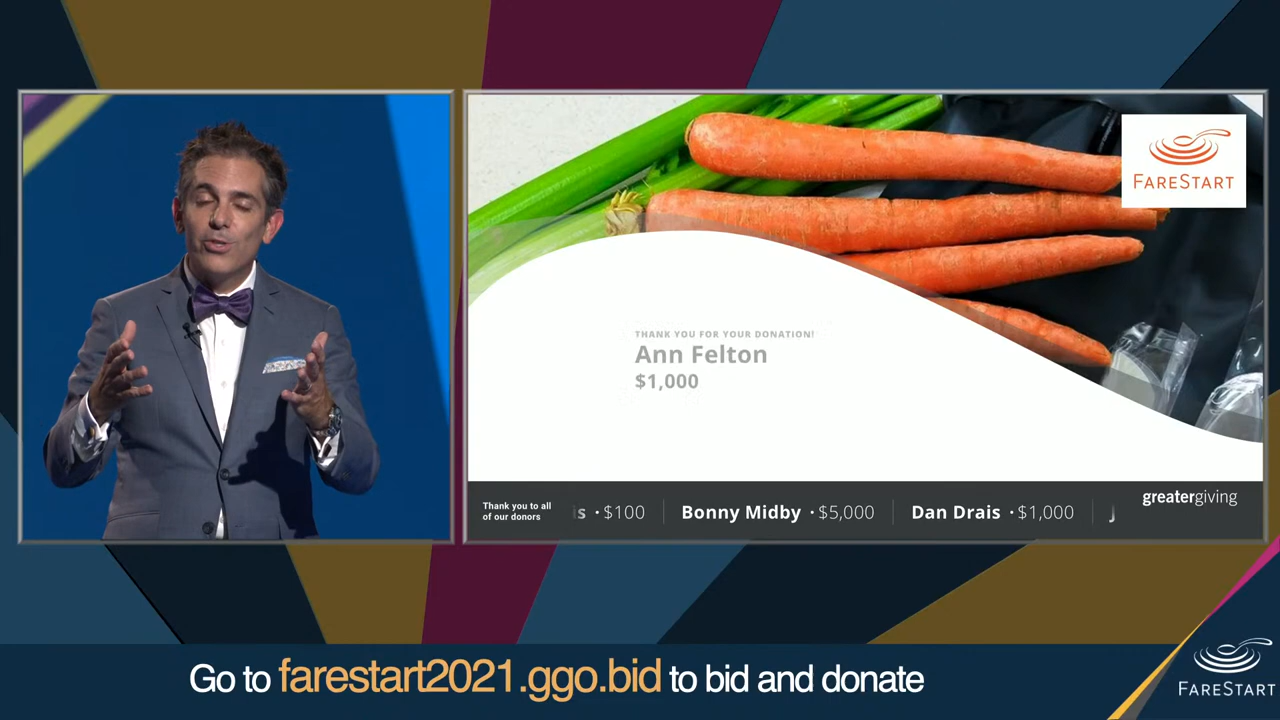 FARESTART
THANK YOU FOR YOUR DONATION!
Ann Felton
$1,000
Thank you to all
of our donors
s · $100
Bonny Midby · $5,000
Dan Drais · $1,000
greatergiving
Go to farestart2021.ggo.bid to bid and donate
FARESTART